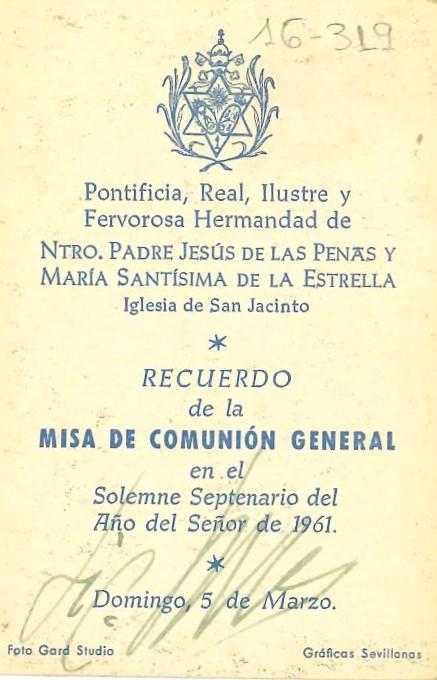 16-319
Pontificia, Real, Ilustre y
Fervorosa Hermandad de
NTRO. PADRE JESÚS DE LAS PENAS Y
MARÍA SANTÍSIMA DE LA ESTRELLA
Iglesia de San Jacinto
*
RECUERDO
de la
MISA DE COMUNIÓN GENERAL
en el
Solemne Septenario del
Año del Señor de 1961.
*
Domingo, 5 de Marzo.
Foto Gard Studio
Gráficas Sevillanas